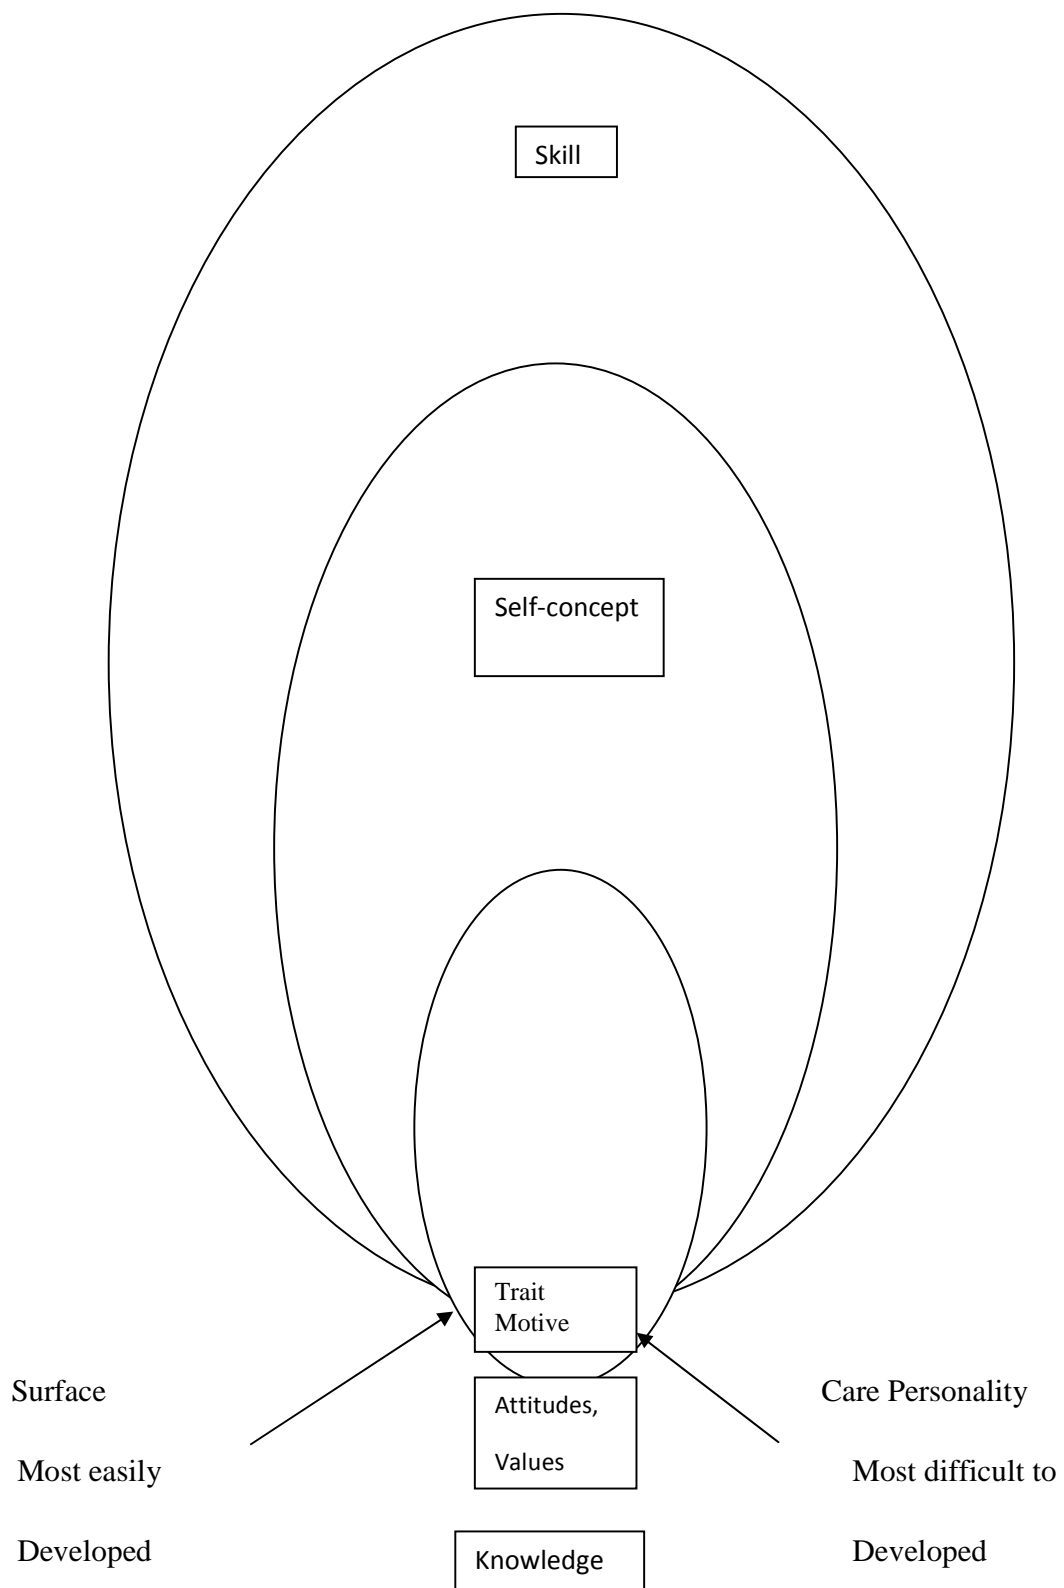 Skill
Self-concept
Trait
Motive
Surface
Care Personality
Attitudes,
Most easily
Values
Most difficult to
Developed
Knowledge
Developed